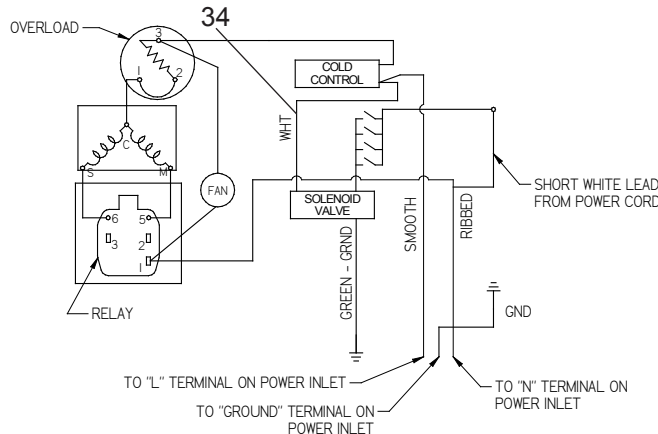 34
OVERLOAD
3
1
2
COLD
CONTROL
C
S
M
WHT
FAN
SOLENOID
VALVE
SMOOTH
RIBBED
SHORT WHITE LEAD
FROM POWER CORD
6
5
3
2
1
GREEN - GRND
RELAY
GND
TO "L" TERMINAL ON POWER INLET
TO "GROUND" TERMINAL ON
POWER INLET
TO "N" TERMINAL ON
POWER INLET